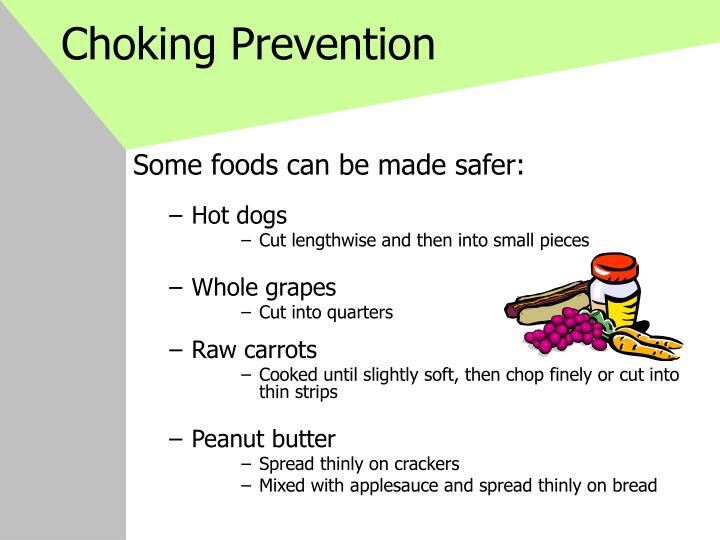 Choking Prevention
Some foods can be made safer:
– Hot dogs
– Cut lengthwise and then into small pieces
– Whole grapes
– Cut into quarters
– Raw carrots
– Cooked until slightly soft, then chop finely or cut into
thin strips
– Peanut butter
– Spread thinly on crackers
– Mixed with applesauce and spread thinly on bread